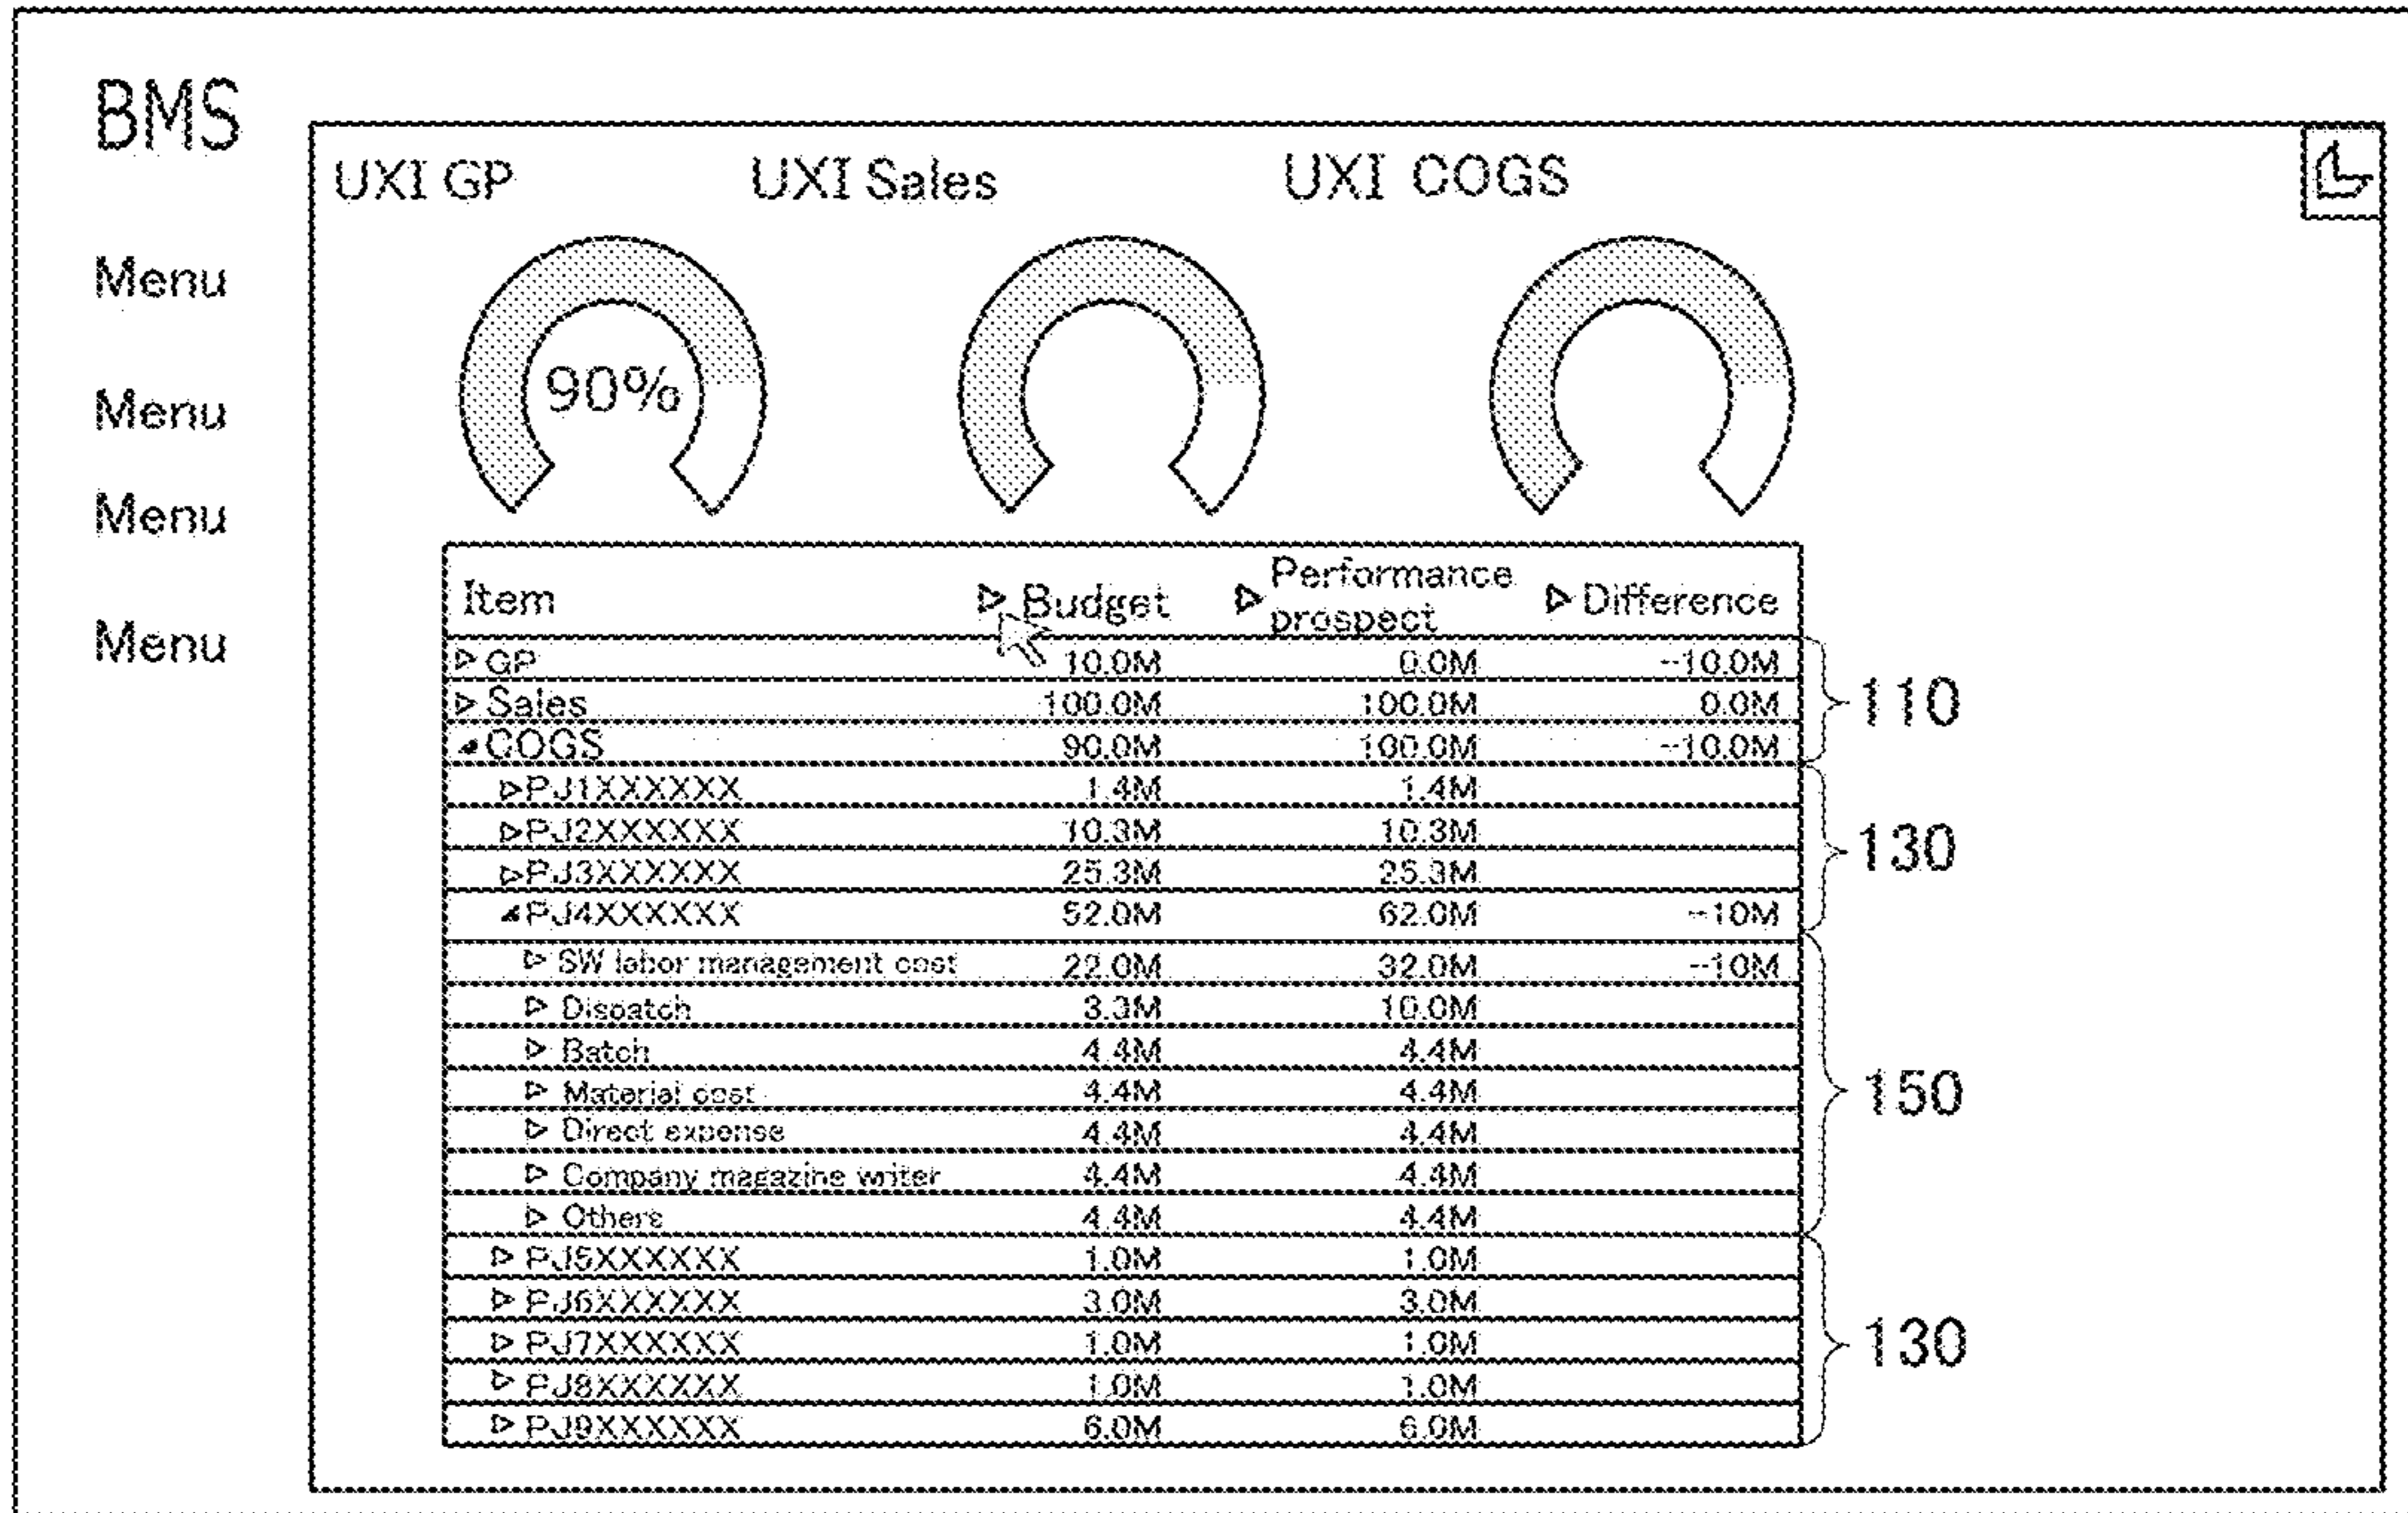 BMS
Menu
Menu
Menu
Menu
UXI GP UXI Sales UXI COGS
90%
Item Budget Performance prospect Difference
GP 10.0M 0.0M --10.0M
Sales 100.0M 100.0M 0.0M
COGS 90.0M 100.0M --10.0M
PJ1XXXXXX 1.4M 1.4M
PJ2XXXXXX 10.3M 10.3M
PJ3XXXXXX 25.3M 25.3M
PJ4XXXXXX 52.0M 62.0M --10M
SW labor management cost 22.0M 32.0M --10M
Dispatch 3.3M 10.0M
Batch 4.4M 4.4M
Material cost 4.4M 4.4M
Direct expense 4.4M 4.4M
Company magazine writer 4.4M 4.4M
Others 4.4M 4.4M
PJ5XXXXXX 1.0M 1.0M
PJ6XXXXXX 3.0M 3.0M
PJ7XXXXXX 1.0M 1.0M
PJ8XXXXXX 1.0M 1.0M
PJ9XXXXXX 6.0M 6.0M
110
130
150
130